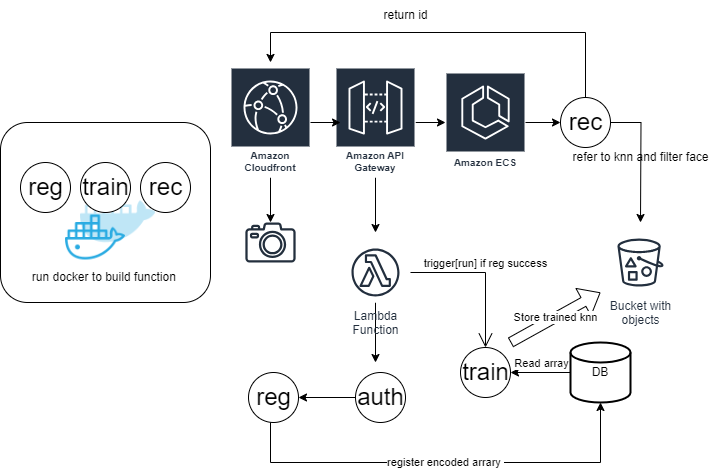 return id
rec
Amazon
Cloudfront
Amazon API
Gateway
Amazon ECS
refer to knn and filter face
reg
train
rec
run docker to build function
trigger[run] if reg success
Lambda
Function
Bucket with
objects
Store trained knn
train
Read array
DB
reg
auth
register encoded arrary